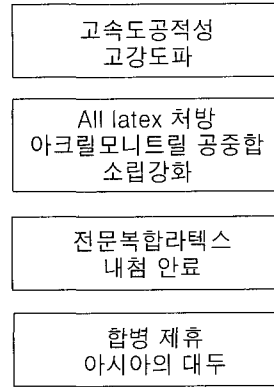 고속도공적성
고강도파
All latex 처방
아크릴모니트릴 공중합
소립강화
전문복합라텍스
내첨 안료
합병 제휴
아시아의 대두